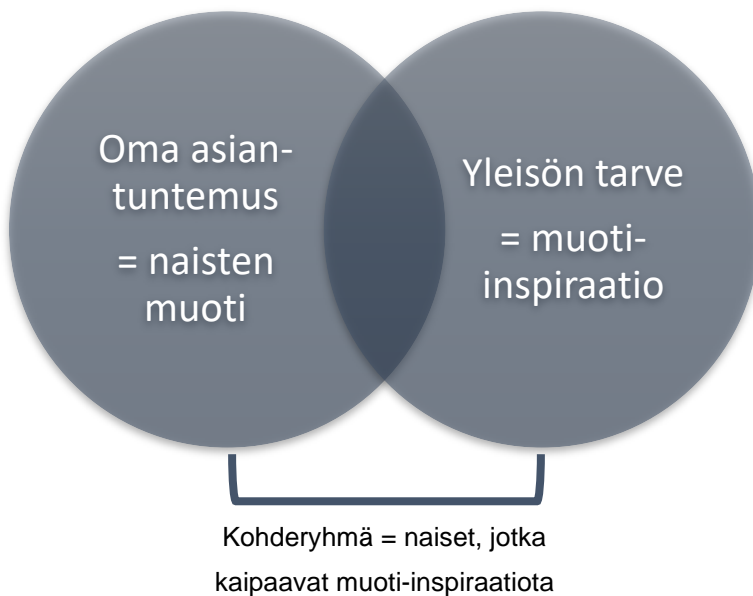 Oma asian-
tuntemus
= naisten
muoti
Yleisön tarve
= muoti-
inspiraatio
Kohderyhmä = naiset, jotka
kaipaavat muoti-inspiraatiota